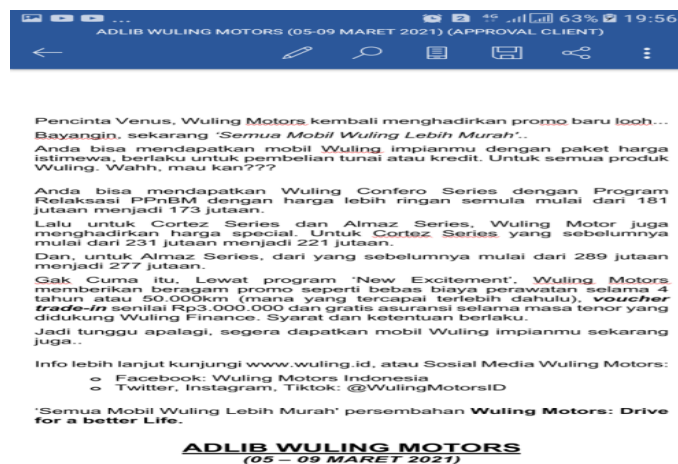 ... 2 4G 63% 19:56
ADLIB WULING MOTORS (05-09 MARET 2021) (APPROVAL CLIENT)
Pencinta Venus, Wuling Motors kembali menghadirkan promo baru looh...
Bayangin, sekarang 'Semua Mobil Wuling Lebih Murah'..
Anda bisa mendapatkan mobil Wuling impianmu dengan paket harga
istimewa, berlaku untuk pembelian tunai atau kredit. Untuk semua produk
Wuling. Wahh, mau kan???
Anda bisa mendapatkan Wuling Confero Series dengan Program
Relaksasi PPnBM dengan harga lebih ringan semula mulai dari 181
jutaan menjadi 173 jutaan.
Lalu untuk Cortez Series dan Almaz Series, Wuling Motor juga
menghadirkan harga special. Untuk Cortez Series yang sebelumnya
mulai dari 231 jutaan menjadi 221 jutaan.
Dan, untuk Almaz Series, dari yang sebelumnya mulai dari 289 jutaan
menjadi 277 jutaan.
Gak Cuma itu, Lewat program 'New Excitement', Wuling Motors
memberikan beragam promo seperti bebas biaya perawatan selama 4
tahun atau 50.000km (mana yang tercapai terlebih dahulu), voucher
trade-in senilai Rp3.000.000 dan gratis asuransi selama masa tenor yang
didukung Wuling Finance. Syarat dan ketentuan berlaku.
Jadi tunggu apalagi, segera dapatkan mobil Wuling impianmu sekarang
juga..
Info lebih lanjut kunjungi www.wuling.id, atau Sosial Media Wuling Motors:
o Facebook: Wuling Motors Indonesia
o Twitter, Instagram, Tiktok: @WulingMotorsID
'Semua Mobil Wuling Lebih Murah' persembahan Wuling Motors: Drive
for a better Life.
ADLIB WULING MOTORS
(05 – 09 MARET 2021)